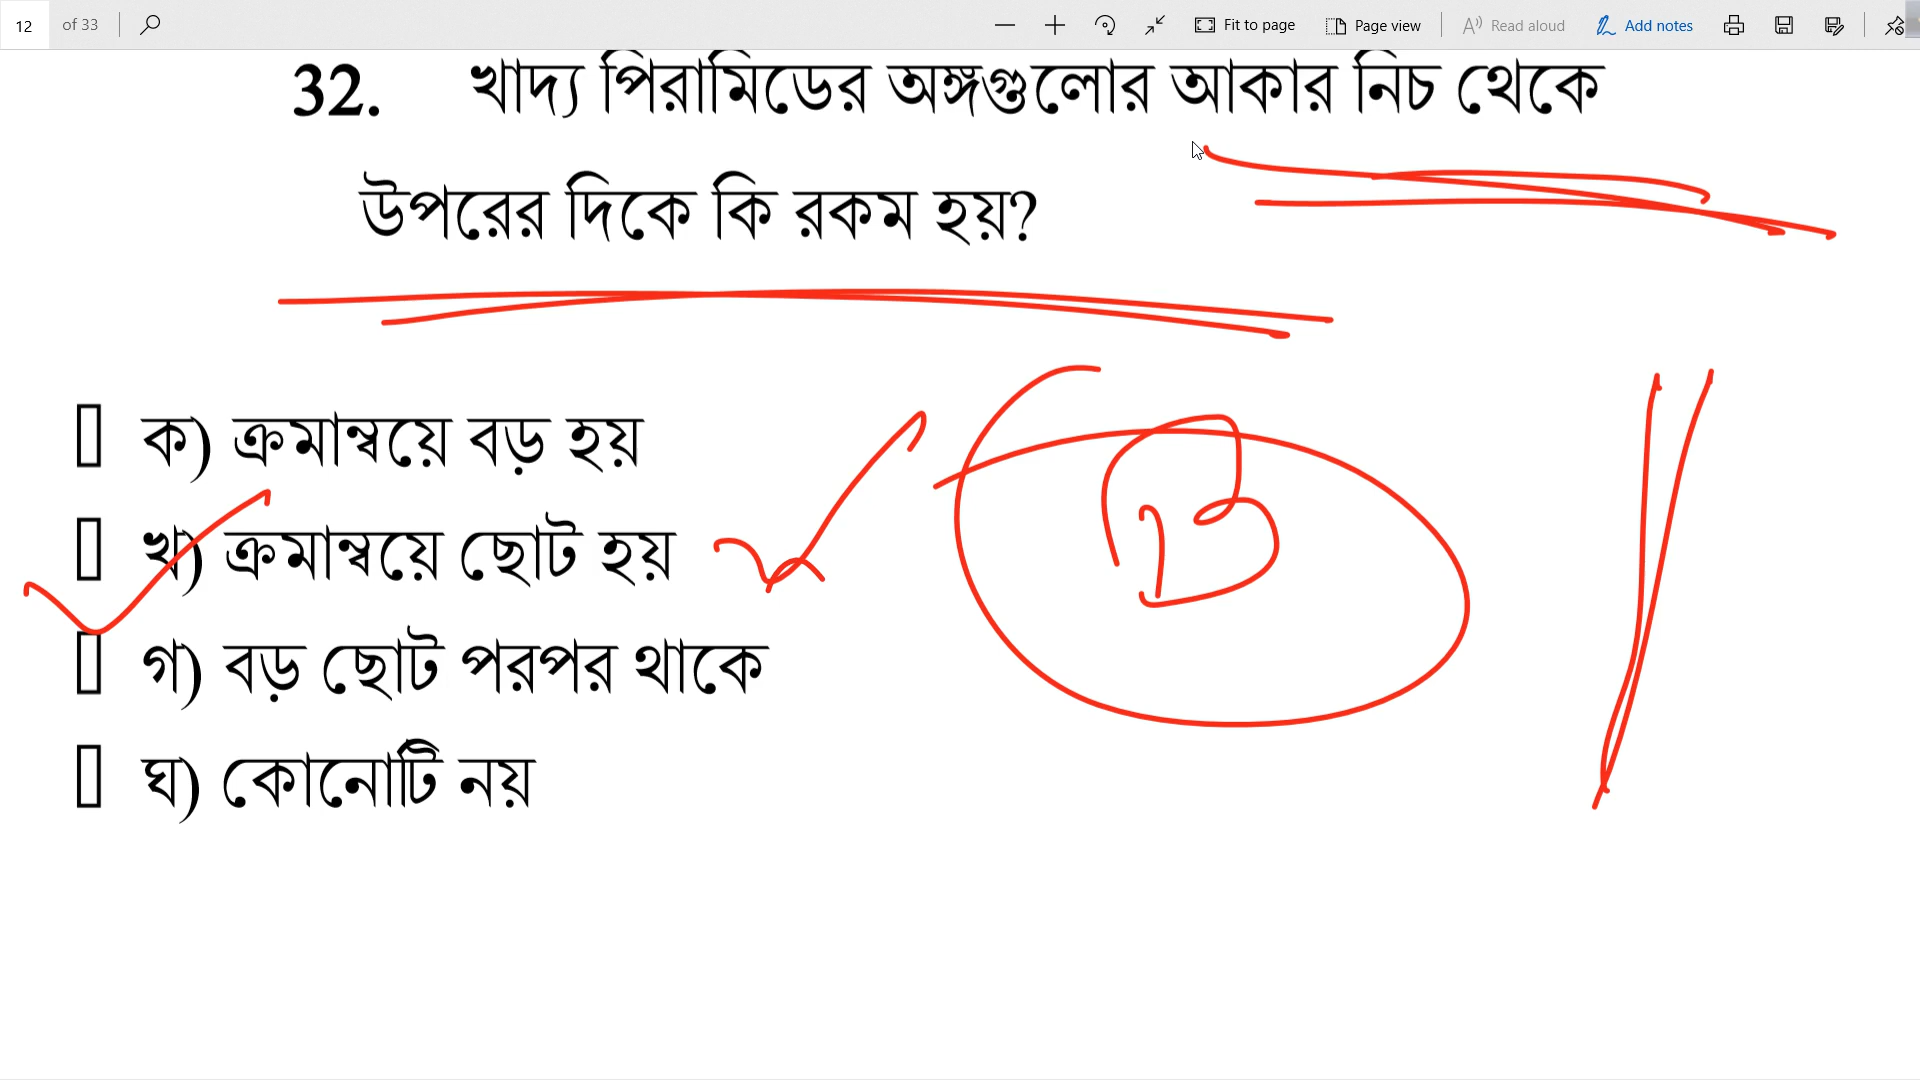 12 of 33 Fit to page Page view Read aloud Add notes
32. খাদ্য পিরামিডের অঙ্গগুলোর আকার নিচ থেকে
উপরের দিকে কি রকম হয়?
ক) ক্রমান্বয়ে বড় হয়
খ) ক্রমান্বয়ে ছোট হয়
গ) বড় ছোট পরপর থাকে
ঘ) কোনোটি নয়
B